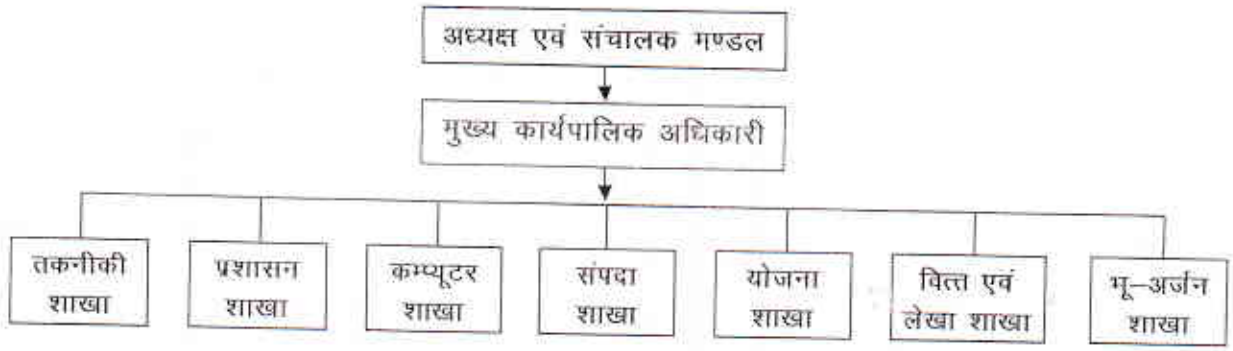 अध्यक्ष एवं संचालक मण्डल
मुख्य कार्यपालिक अधिकारी
तकनीकी
शाखा
प्रशासन
शाखा
कम्प्यूटर
शाखा
संपदा
शाखा
योजना
शाखा
वित्त एवं
लेखा शाखा
भू–अर्जन
शाखा